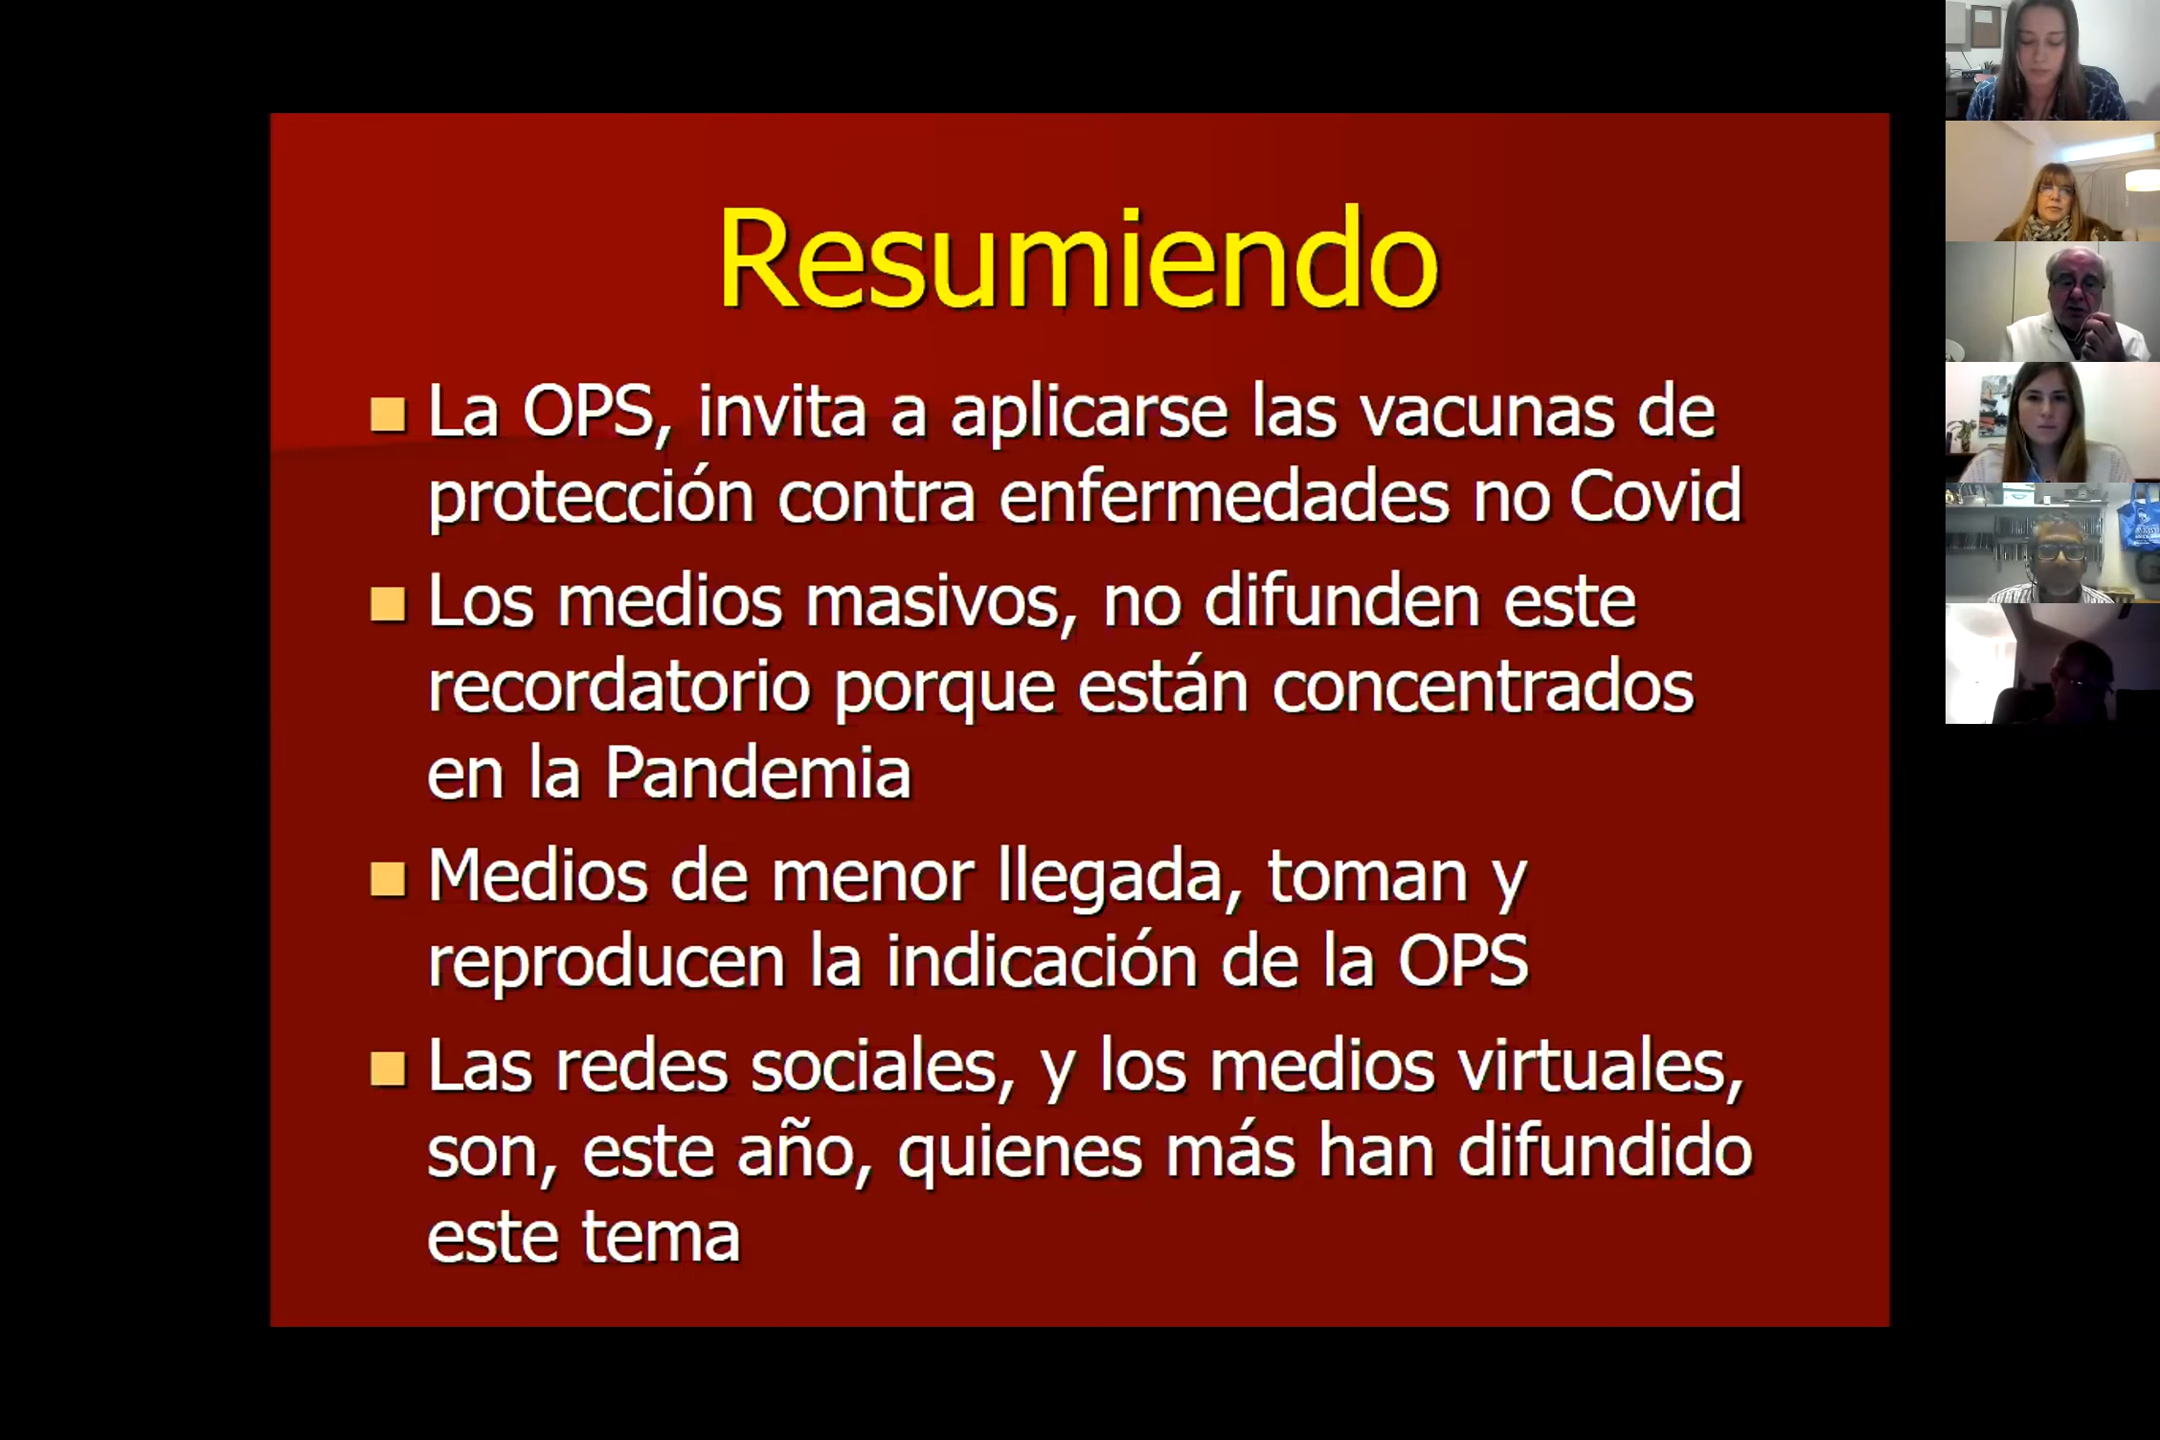 Resumiendo
La OPS, invita a aplicarse las vacunas de
protección contra enfermedades no Covid
Los medios masivos, no difunden este
recordatorio porque están concentrados
en la Pandemia
Medios de menor llegada, toman y
reproducen la indicación de la OPS
Las redes sociales, y los medios virtuales,
son, este año, quienes más han difundido
este tema